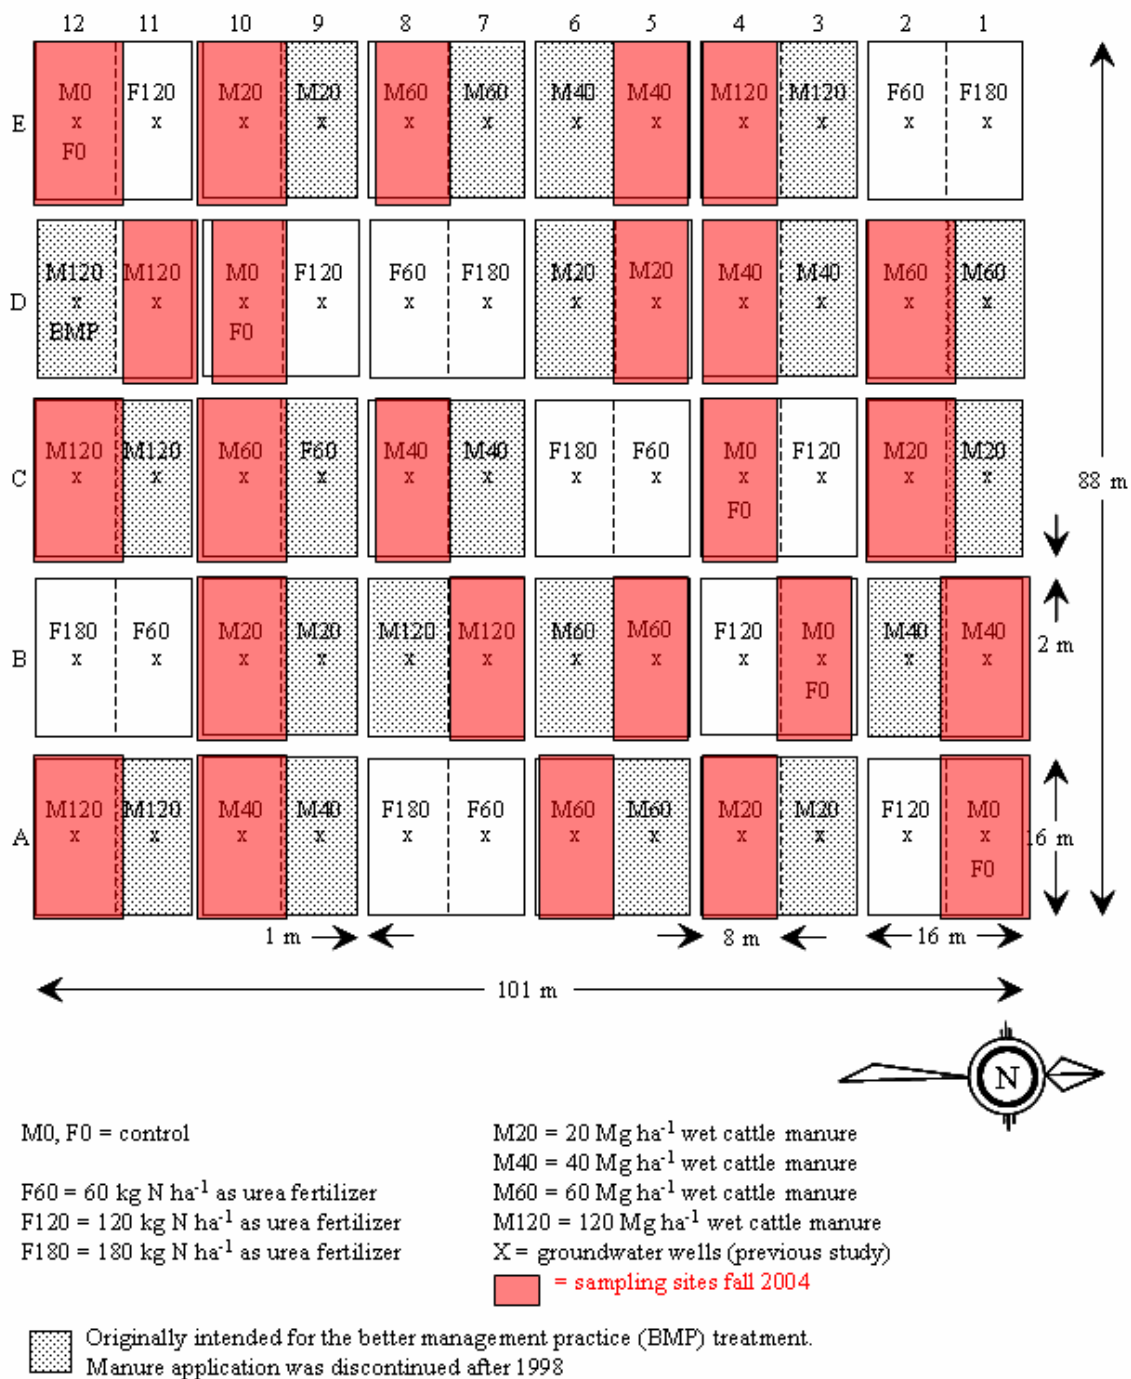 12 11 10 9 8 7 6 5 4 3 2 1
M0 F120 M20 M20 M60 M60 M40 M40 M120 M120 F60 F180
E x x x x x x x x x x x x
F0
M120 M120 M0 F120 F60 F180 M20 M20 M40 M40 M60 M60
D x x x x x x x x x x x x
BMP F0
M120 M120 M60 F60 M40 M40 F180 F60 M0 F120 M20 M20
C x x x x x x x x x x x x
88 m
F0
F180 F60 M20 M20 M120 M120 M60 M60 F120 M0 M40 M40
B x x x x x x x x x x x x
2 m
F0
M120 M120 M40 M40 F180 F60 M60 M60 M20 M20 F120 M0
A x x x x x x x x x x x x
16 m
F0
1 m 8 m 16 m
101 m
N
M0, F0 = control
F60 = 60 kg N ha-1 as urea fertilizer
F120 = 120 kg N ha-1 as urea fertilizer
F180 = 180 kg N ha-1 as urea fertilizer
M20 = 20 Mg ha-1 wet cattle manure
M40 = 40 Mg ha-1 wet cattle manure
M60 = 60 Mg ha-1 wet cattle manure
M120 = 120 Mg ha-1 wet cattle manure
X = groundwater wells (previous study)
= sampling sites fall 2004
Originally intended for the better management practice (BMP) treatment.
Manure application was discontinued after 1998